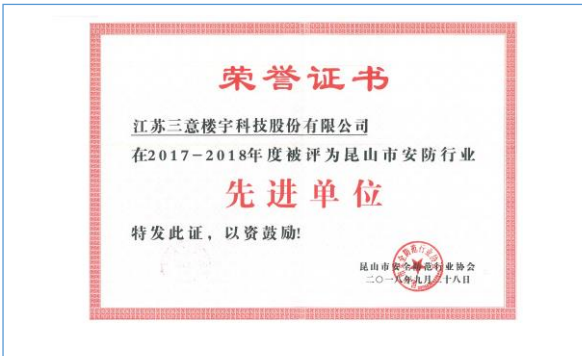 荣誉证书
江苏三意楼宇科技股份有限公司
在2017-2018年度被评为昆山市安防行业
先进单位
特发此证，以资鼓励!
昆山市安全防范行业协会
二〇一八年九月二十八日